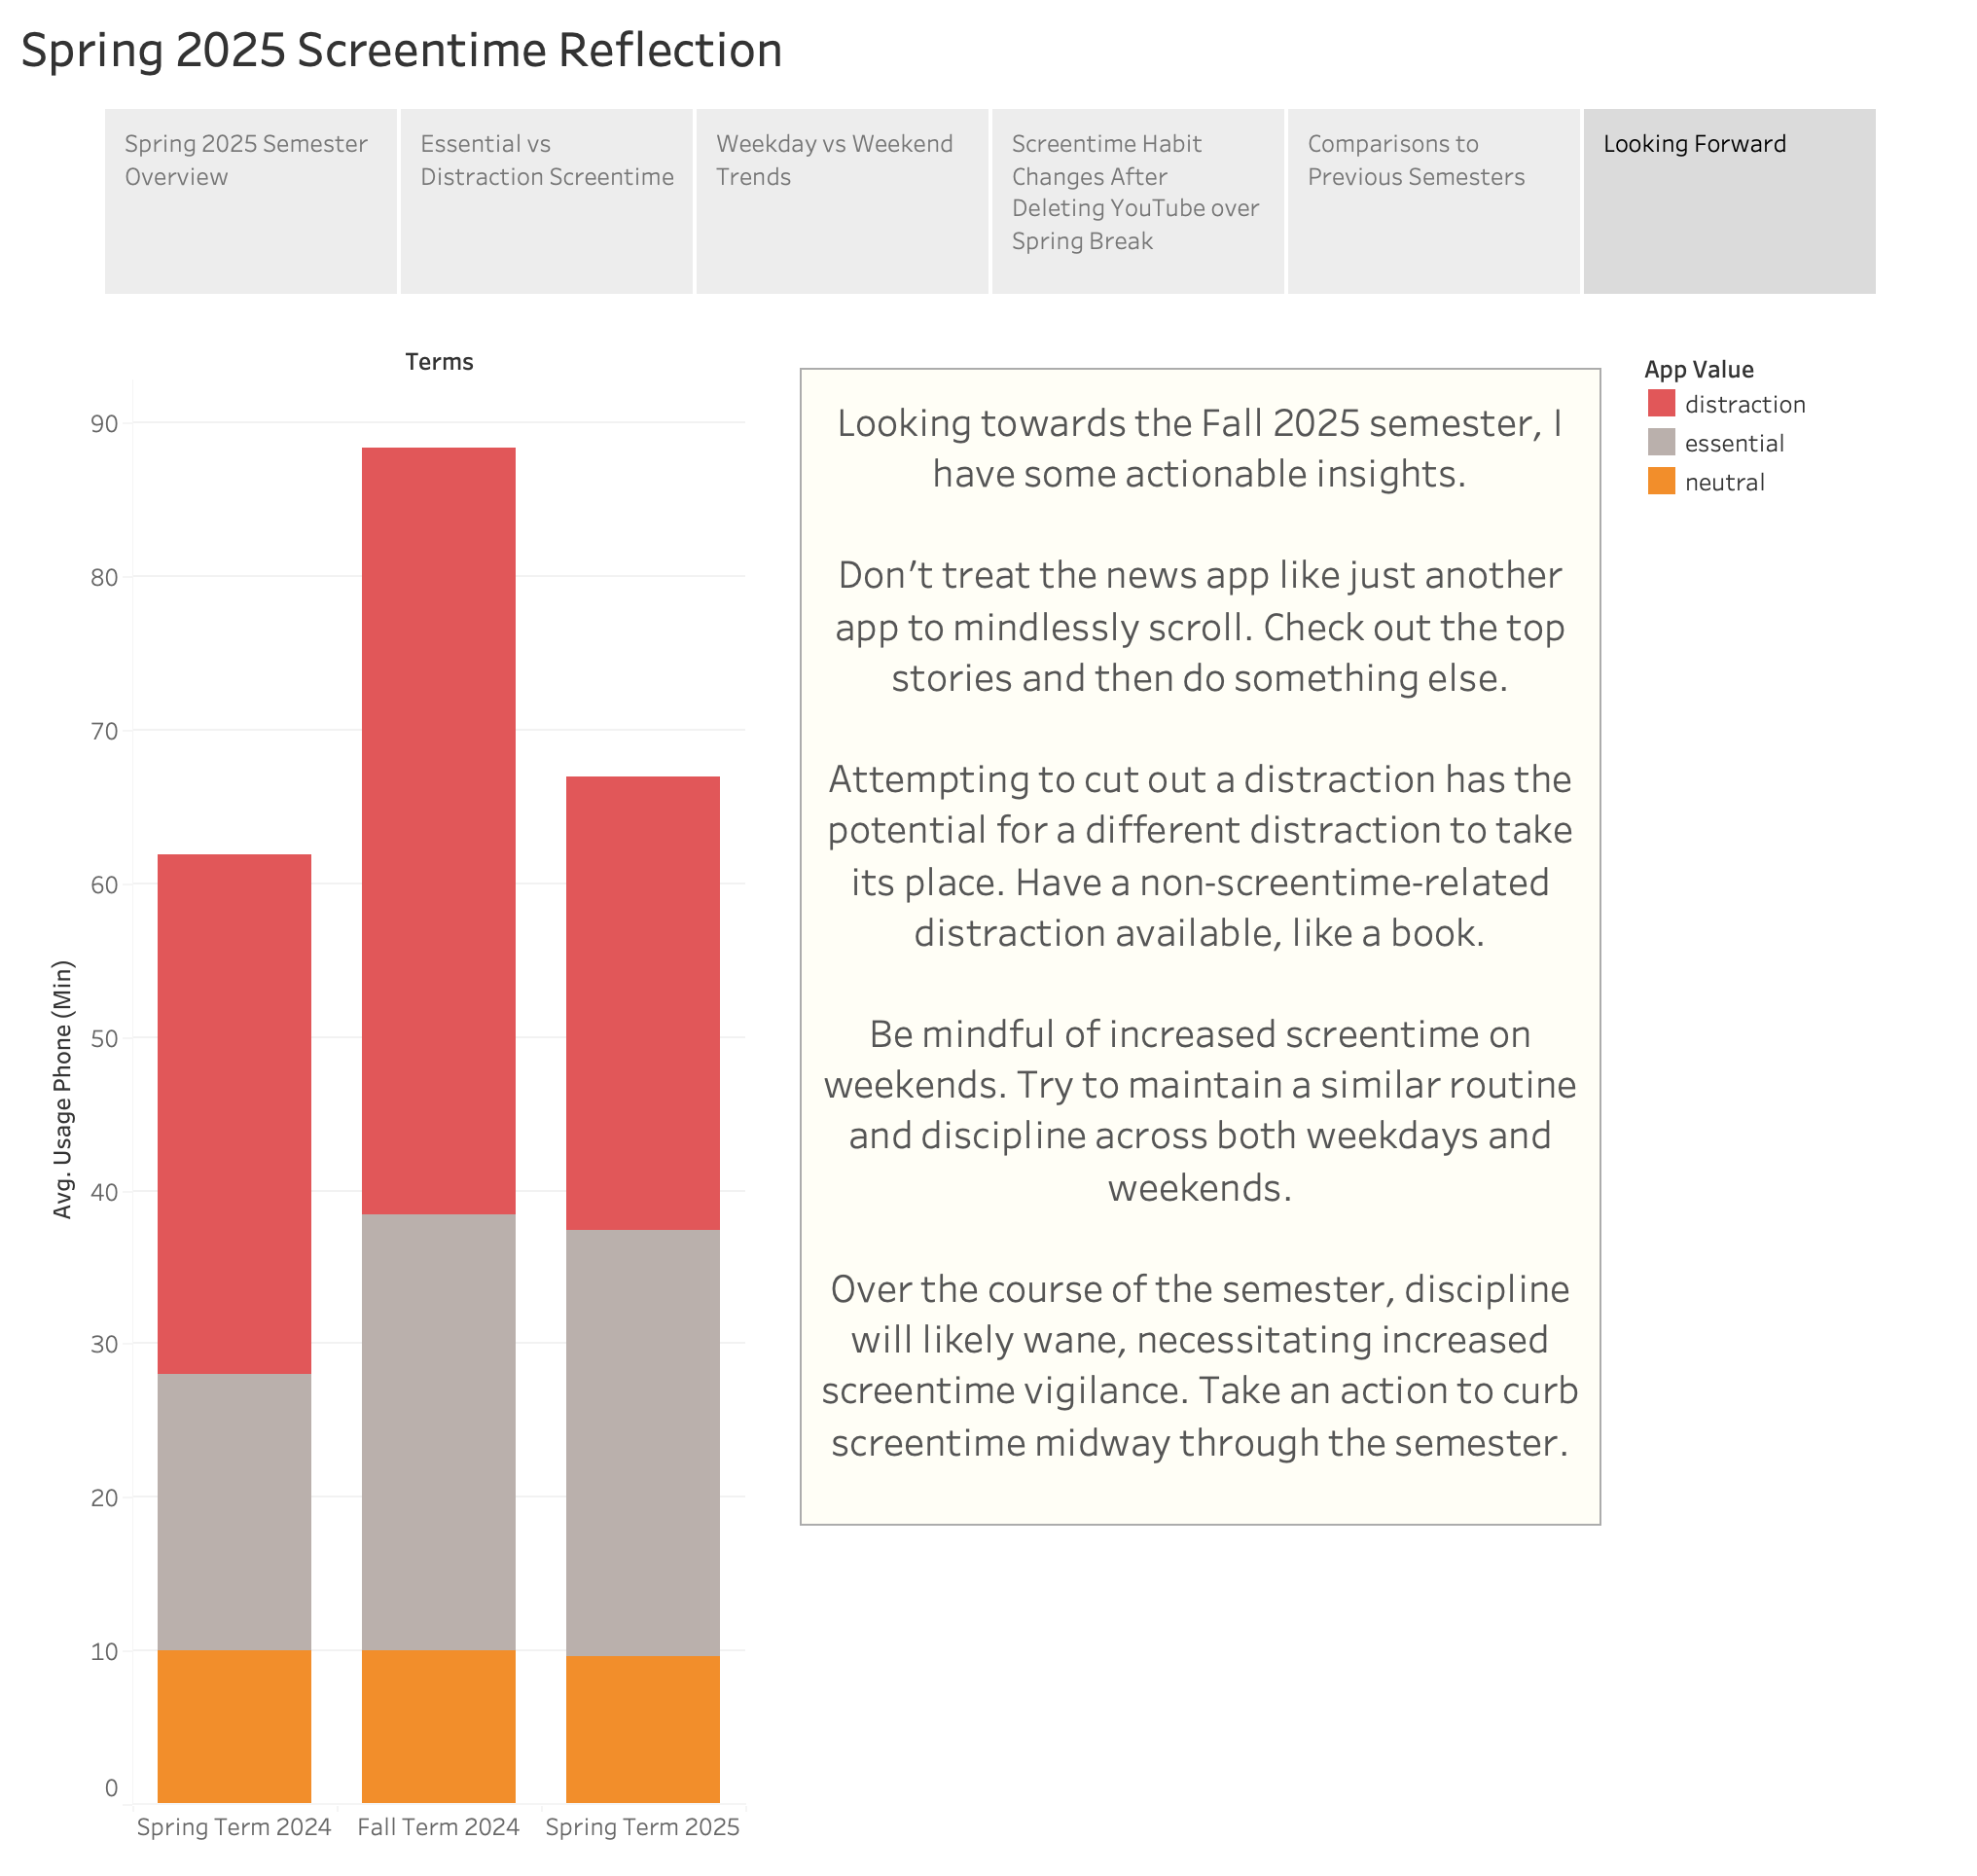 Spring 2025 Screentime Reflection
Spring 2025 Semester
Overview
Essential vs
Distraction Screentime
Weekday vs Weekend
Trends
Screentime Habit
Changes After
Deleting YouTube over
Spring Break
Comparisons to
Previous Semesters
Looking Forward
Terms
90
80
70
60
50
40
30
20
10
0
Avg. Usage Phone (Min)
Spring Term 2024
Fall Term 2024
Spring Term 2025
Looking towards the Fall 2025 semester, I
have some actionable insights.
Don’t treat the news app like just another
app to mindlessly scroll. Check out the top
stories and then do something else.
Attempting to cut out a distraction has the
potential for a different distraction to take
its place. Have a non-screentime-related
distraction available, like a book.
Be mindful of increased screentime on
weekends. Try to maintain a similar routine
and discipline across both weekdays and
weekends.
Over the course of the semester, discipline
will likely wane, necessitating increased
screentime vigilance. Take an action to curb
screentime midway through the semester.
App Value
distraction
essential
neutral